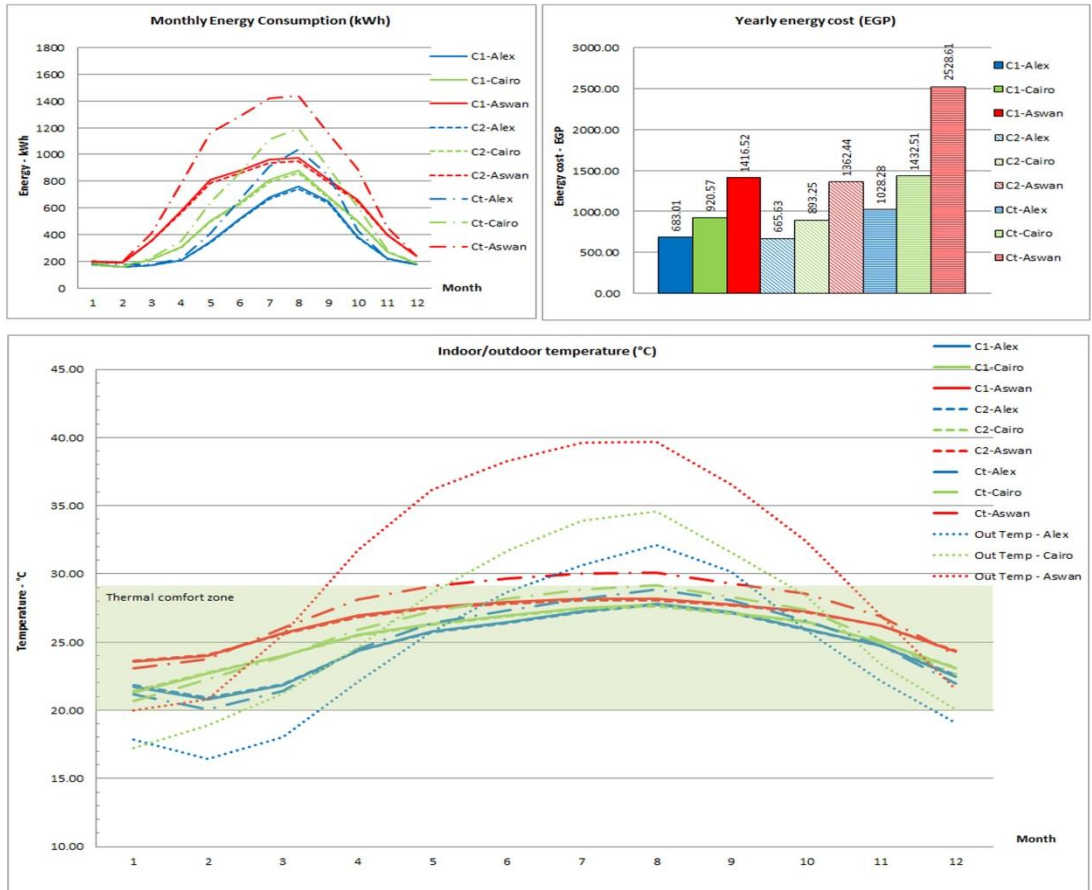 Monthly Energy Consumption (kWh)
Energy - kWh
1800
1600
1400
1200
1000
800
600
400
200
0
1 2 3 4 5 6 7 8 9 10 11 12
Month
C1-Alex
C1-Cairo
C1-Aswan
C2-Alex
C2-Cairo
C2-Aswan
Ct-Alex
Ct-Cairo
Ct-Aswan
Yearly energy cost (EGP)
Energy cost - EGP
3000.00
2500.00
2000.00
1500.00
1000.00
500.00
0.00
683.01
920.57
1416.52
665.63
893.25
1362.44
1028.28
1432.51
2528.61
C1-Alex
C1-Cairo
C1-Aswan
C2-Alex
C2-Cairo
C2-Aswan
Ct-Alex
Ct-Cairo
Ct-Aswan
Indoor/outdoor temperature (°C)
Temperature - °C
45.00
40.00
35.00
30.00
25.00
20.00
15.00
10.00
Thermal comfort zone
1 2 3 4 5 6 7 8 9 10 11 12
Month
C1-Alex
C1-Cairo
C1-Aswan
C2-Alex
C2-Cairo
C2-Aswan
Ct-Alex
Ct-Cairo
Ct-Aswan
Out Temp - Alex
Out Temp - Cairo
Out Temp - Aswan